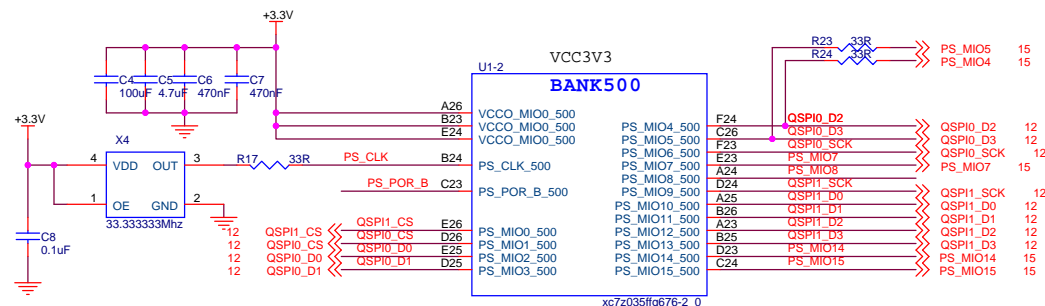 +3.3V
C4
100uF
C5
4.7uF
C6
470nF
C7
470nF
+3.3V
X4
4 VDD OUT 3
1 OE GND 2
33.333333Mhz
C8
0.1uF
R17 33R PS_CLK
PS_POR_B
12 QSPI1_CS QSPI1_CS
12 QSPI0_CS QSPI0_CS
12 QSPI0_D0 QSPI0_D0
12 QSPI0_D1 QSPI0_D1
U1-2
VCC3V3
BANK500
A26 VCCO_MIO0_500
B23 VCCO_MIO0_500
E24 VCCO_MIO0_500
B24 PS_CLK_500
C23 PS_POR_B_500
E26 PS_MIO0_500
D26 PS_MIO1_500
E25 PS_MIO2_500
D25 PS_MIO3_500
R23 33R PS_MIO5 15
R24 33R PS_MIO4 15
PS_MIO4_500 F24 QSPI0_D2 QSPI0_D2 12
PS_MIO5_500 C26 QSPI0_D3 QSPI0_D3 12
PS_MIO6_500 F23 QSPI0_SCK QSPI0_SCK 12
PS_MIO7_500 E23 PS_MIO7 PS_MIO7 15
PS_MIO8_500 A24 PS_MIO8
PS_MIO9_500 D24 QSPI1_SCK QSPI1_SCK 12
PS_MIO10_500 A25 QSPI1_D0 QSPI1_D0 12
PS_MIO11_500 B26 QSPI1_D1 QSPI1_D1 12
PS_MIO12_500 A23 QSPI1_D2 QSPI1_D2 12
PS_MIO13_500 B25 QSPI1_D3 QSPI1_D3 12
PS_MIO14_500 D23 PS_MIO14 PS_MIO14 15
PS_MIO15_500 C24 PS_MIO15 PS_MIO15 15
xc7z035ffg676-2_0